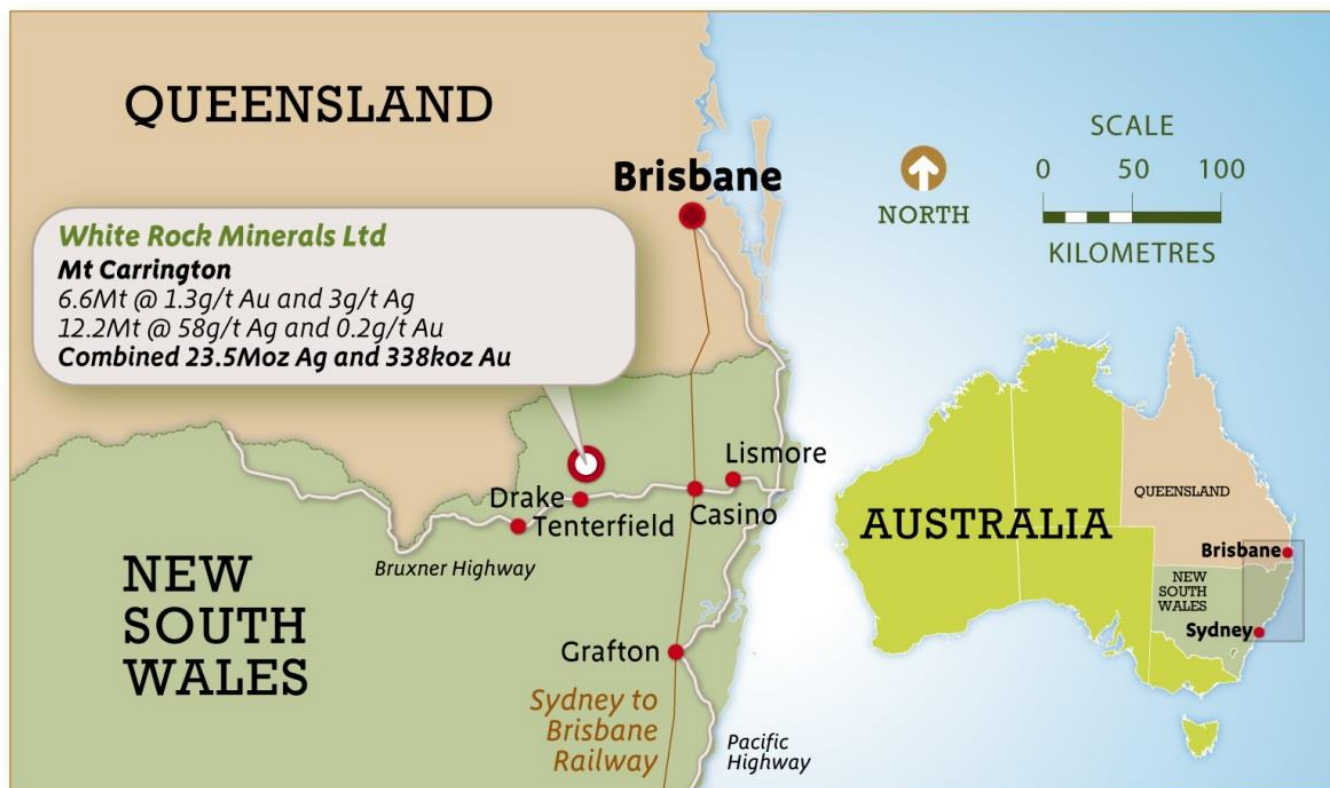 QUEENSLAND
Brisbane
White Rock Minerals Ltd
Mt Carrington
6.6Mt @ 1.3g/t Au and 3g/t Ag
12.2Mt @ 58g/t Ag and 0.2g/t Au
Combined 23.5Moz Ag and 338koz Au
Lismore
Drake
Casino
Tenterfield
Bruxner Highway
NEW
SOUTH
WALES
Grafton
Sydney to
Brisbane
Railway
Pacific
Highway
NORTH
SCALE
0 50 100
KILOMETRES
AUSTRALIA
QUEENSLAND
Brisbane
NEW
SOUTH
WALES
Sydney